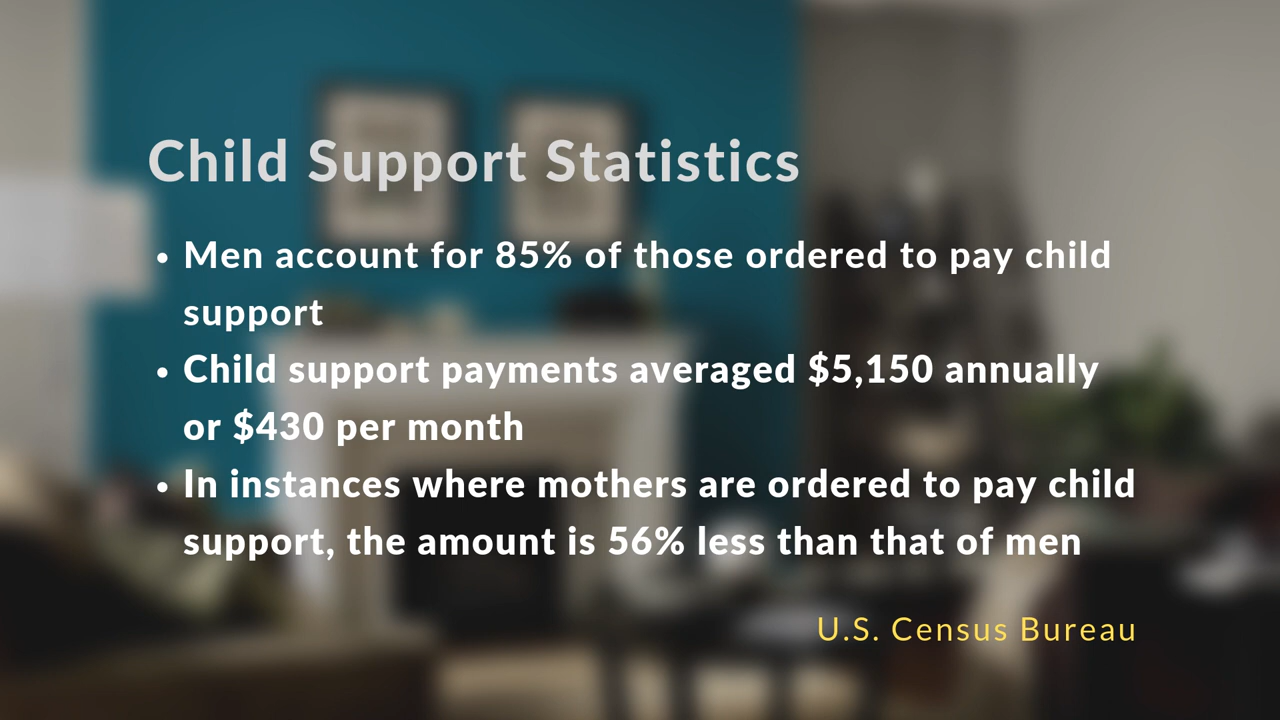 Child Support Statistics
• Men account for 85% of those ordered to pay child
support
• Child support payments averaged $5,150 annually
or $430 per month
• In instances where mothers are ordered to pay child
support, the amount is 56% less than that of men
U.S. Census Bureau